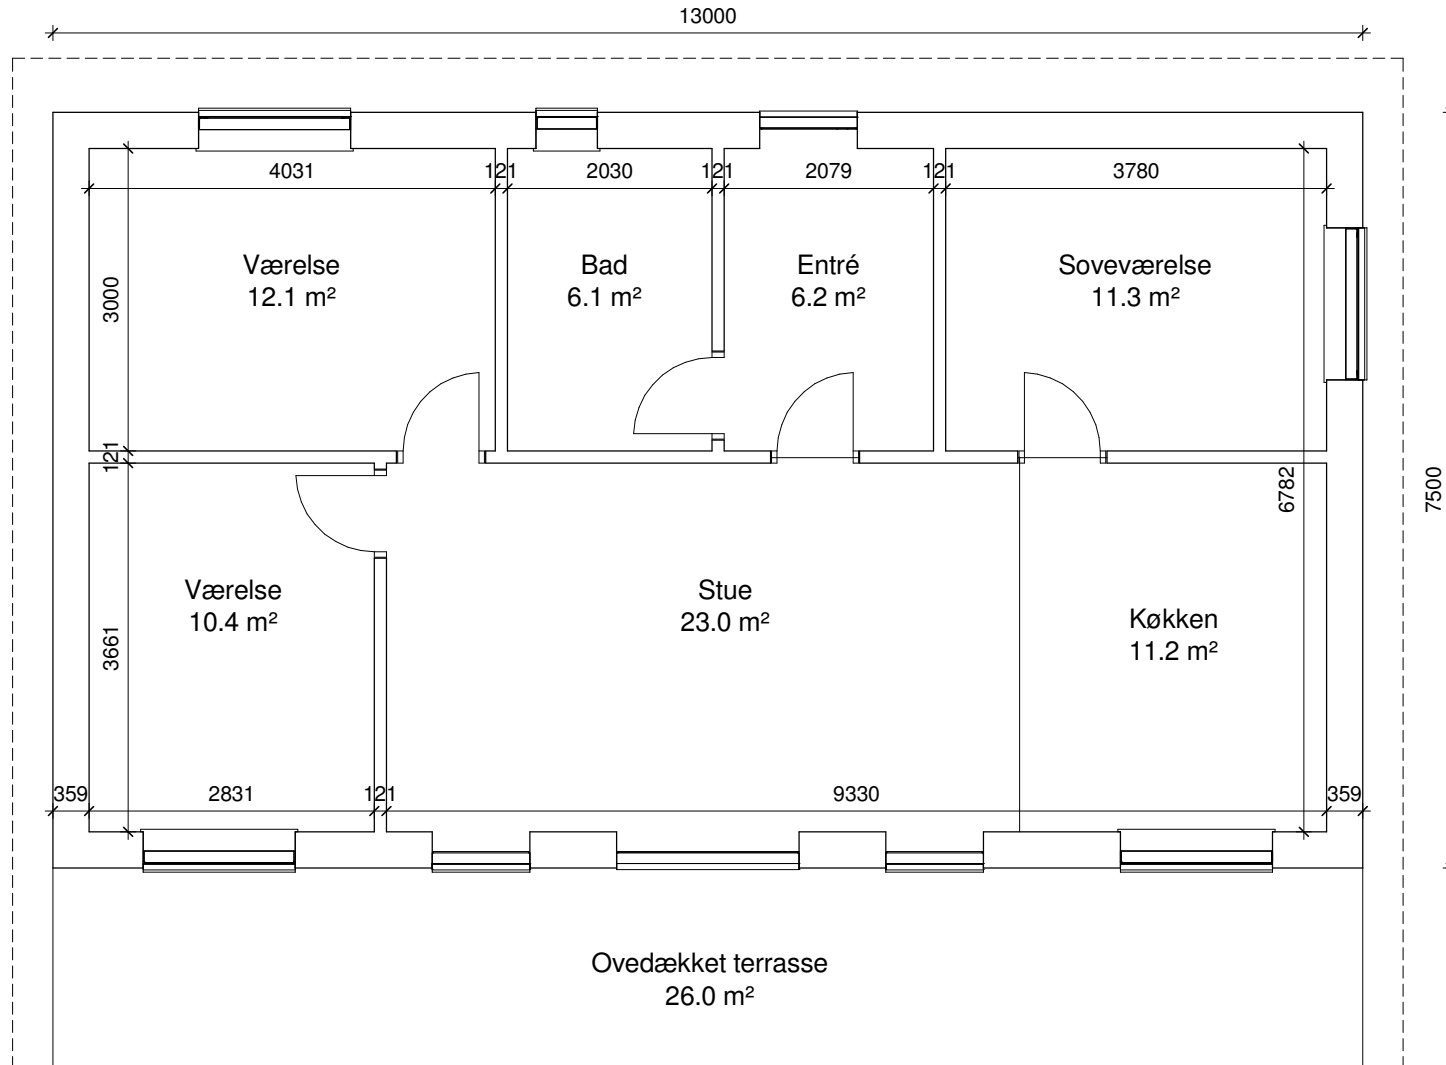 13000
4031
121
2030
121
2079
121
3780
Værelse
12.1 m²
Bad
6.1 m²
Entré
6.2 m²
Soveværelse
11.3 m²
3000
121
6782
7500
Værelse
10.4 m²
Stue
23.0 m²
Køkken
11.2 m²
3661
359
2831
121
9330
359
Ovedækket terrasse
26.0 m²